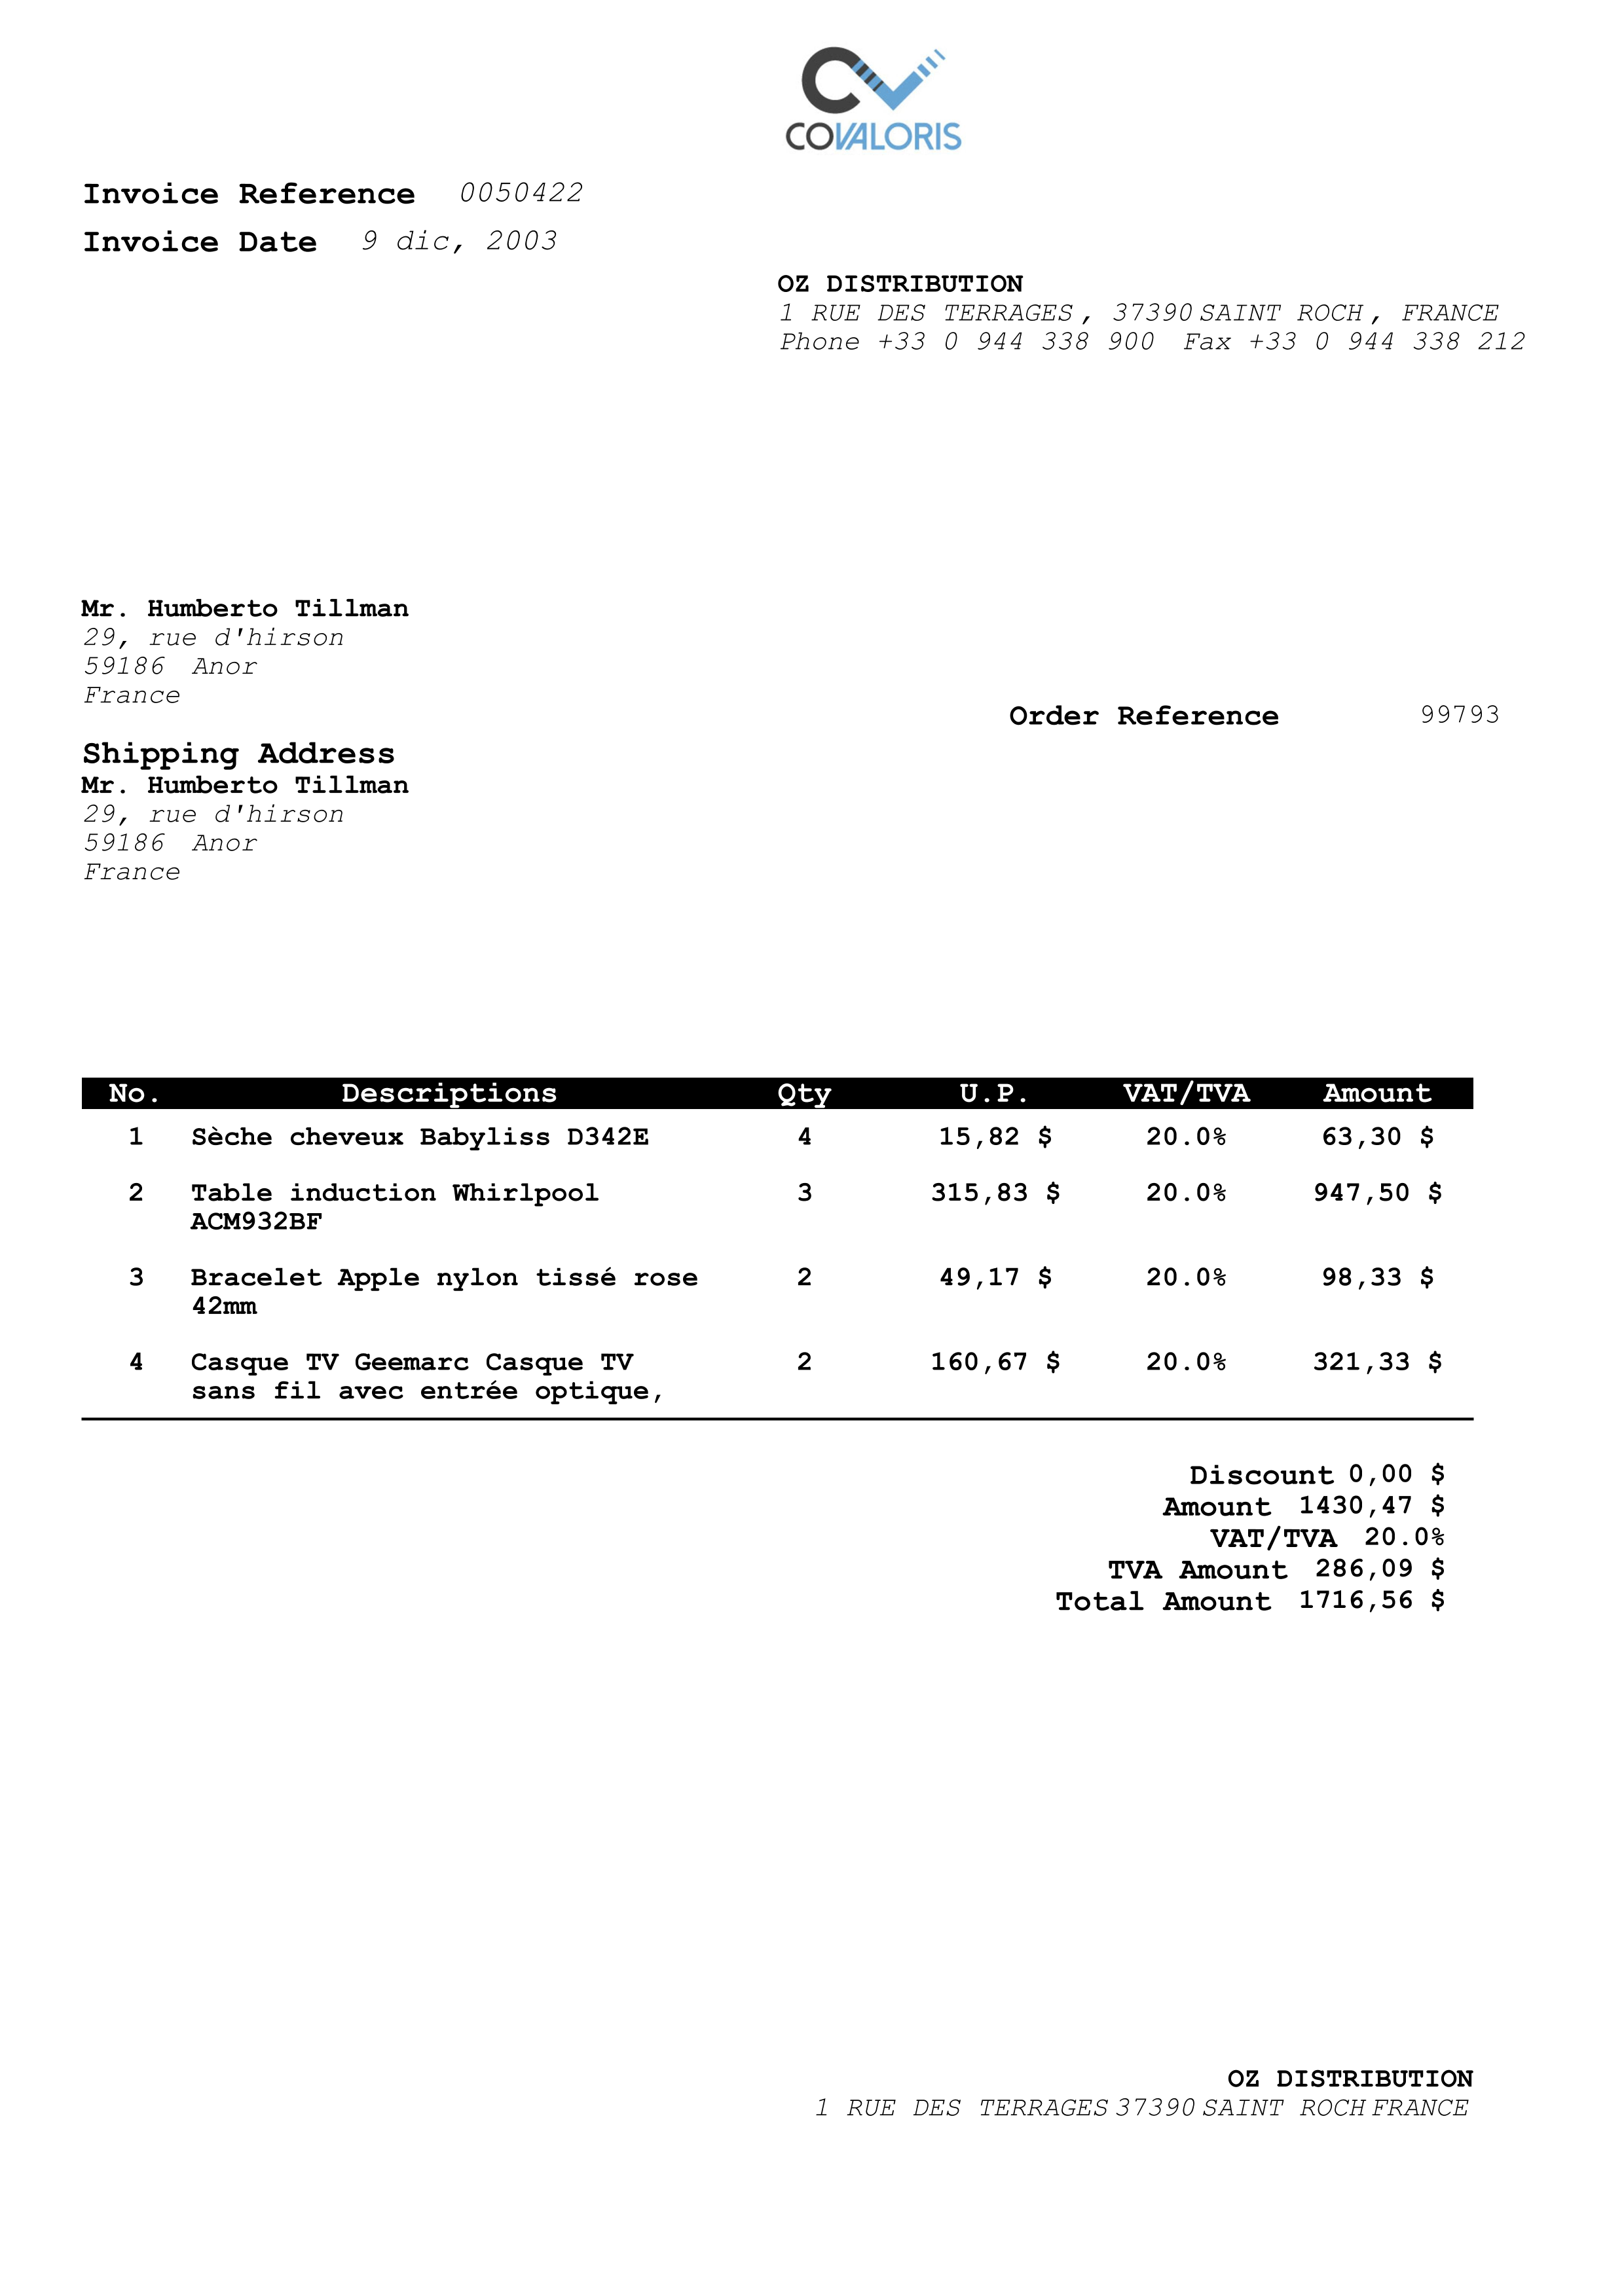 COVALORIS
Invoice Reference 0050422
Invoice Date 9 dic, 2003
OZ DISTRIBUTION
1 RUE DES TERRAGES, 37390 SAINT ROCH, FRANCE
Phone +33 0 944 338 900 Fax +33 0 944 338 212
Mr. Humberto Tillman
29, rue d'hirson
59186 Anor
France
Order Reference 99793
Shipping Address
Mr. Humberto Tillman
29, rue d'hirson
59186 Anor
France
No. Descriptions Qty U.P. VAT/TVA Amount
1 Sèche cheveux Babyliss D342E 4 15,82 $ 20.0% 63,30 $
2 Table induction Whirlpool 3 315,83 $ 20.0% 947,50 $
ACM932BF
3 Bracelet Apple nylon tissé rose 2 49,17 $ 20.0% 98,33 $
42mm
4 Casque TV Geemarc Casque TV 2 160,67 $ 20.0% 321,33 $
sans fil avec entrée optique,
Discount 0,00 $
Amount 1430,47 $
VAT/TVA 20.0%
TVA Amount 286,09 $
Total Amount 1716,56 $
OZ DISTRIBUTION
1 RUE DES TERRAGES 37390 SAINT ROCH FRANCE